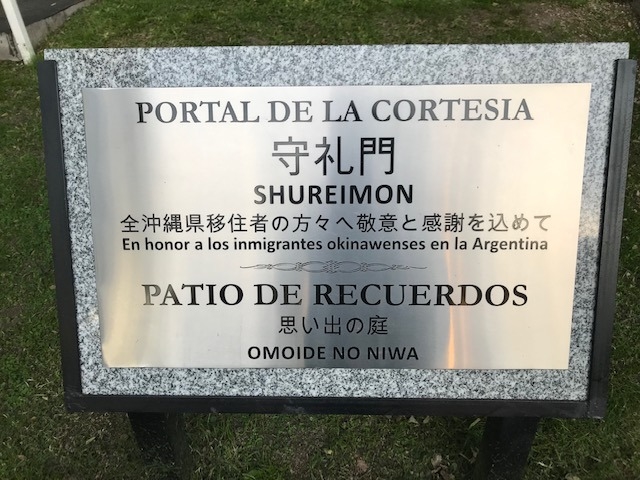 PORTAL DE LA CORTESIA
守礼門
SHUREIMON
全沖縄県移住者の方々へ敬意と感謝を込めて
En honor a los inmigrantes okinawenses en la Argentina
PATIO DE RECUERDOS
思い出の庭
OMOIDE NO NIWA